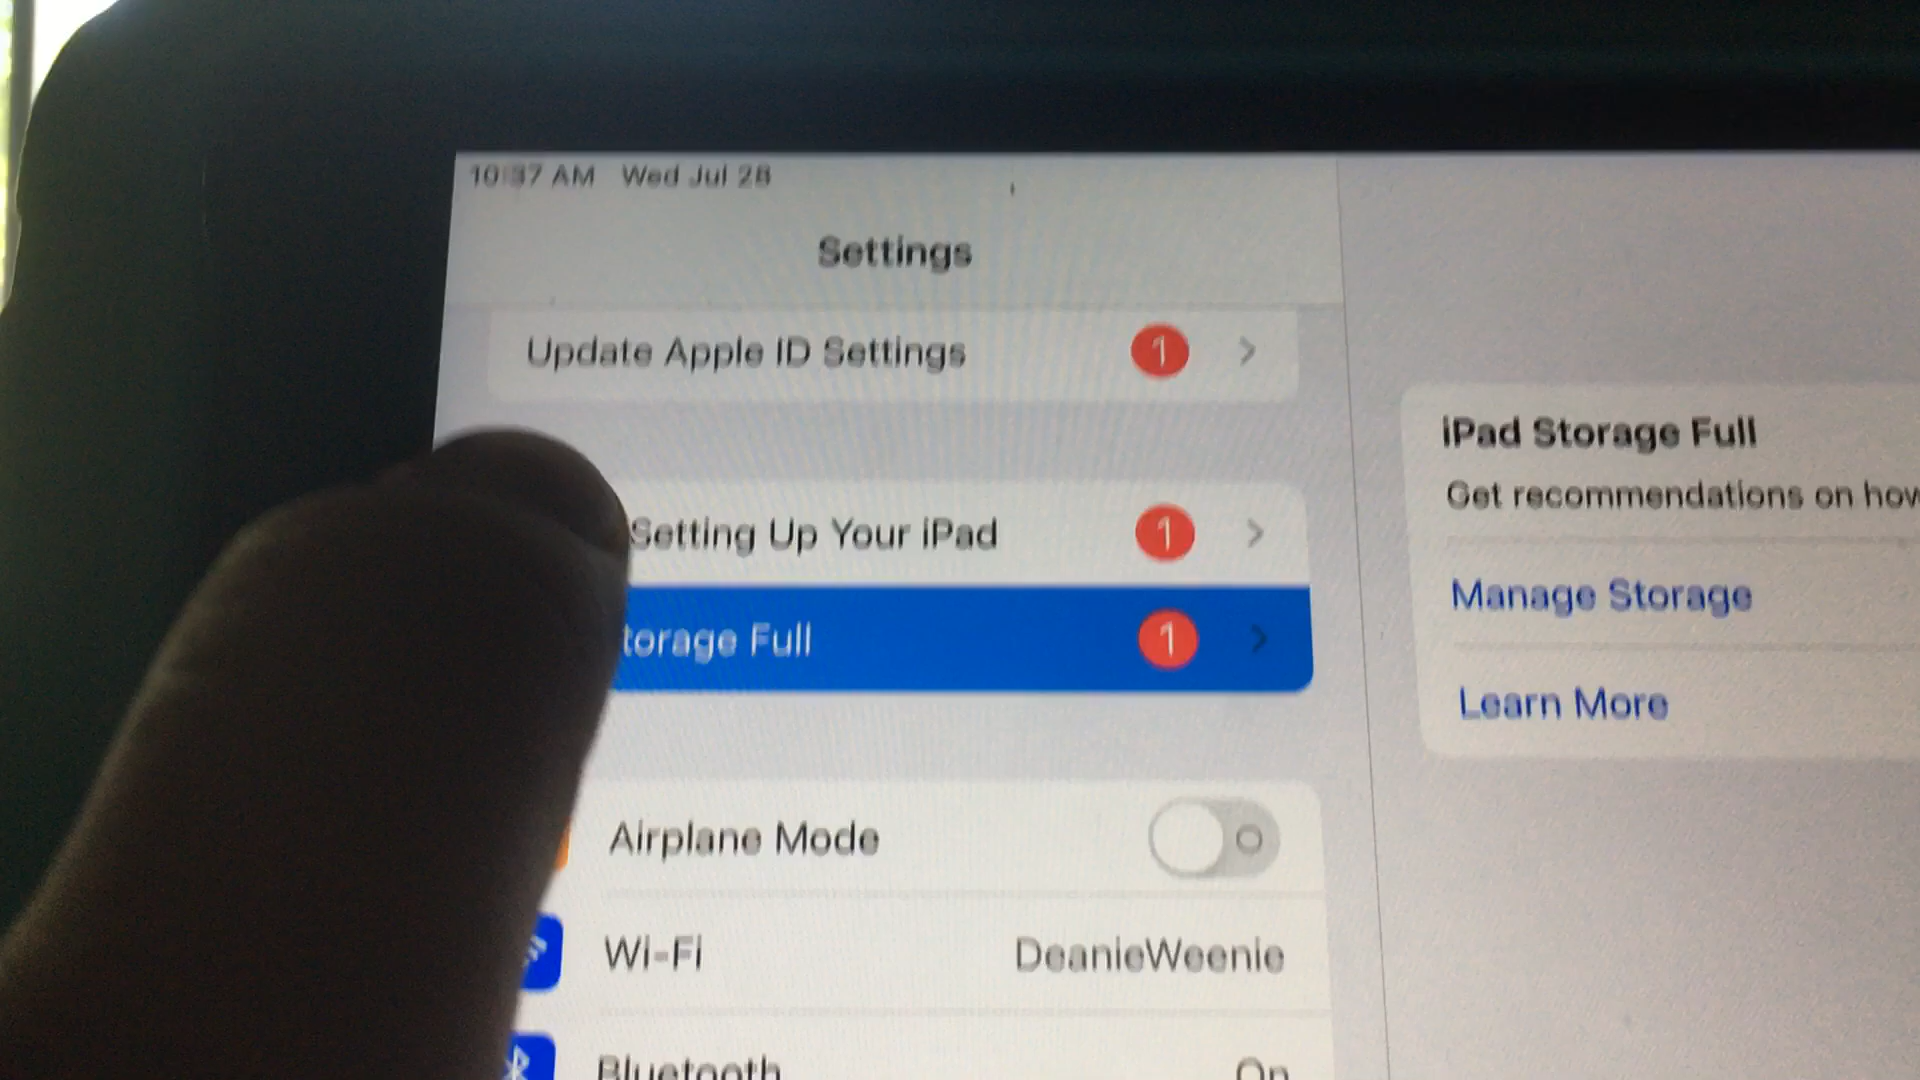 10:37 AM Wed Jul 28
Settings
Update Apple ID Settings 1
Setting Up Your iPad 1
torage Full 1
Airplane Mode
Wi-Fi DeanieWeenie
Bluetooth On
iPad Storage Full
Get recommendations on how
Manage Storage
Learn More